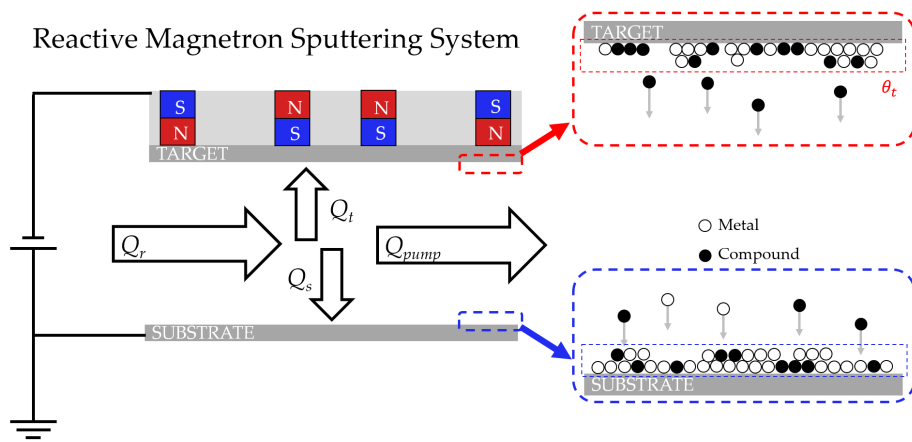 Reactive Magnetron Sputtering System
S N N S
N S S N
TARGET
Q_t
Q_r
Q_pump
Q_s
SUBSTRATE
TARGET
θ_t
Metal
Compound
SUBSTRATE